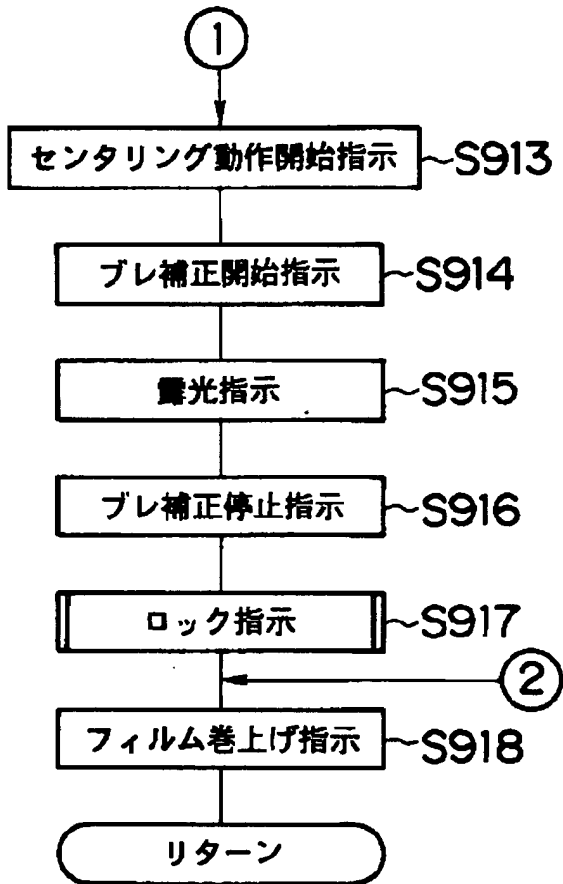 1
センタリング動作開始指示 S913
ブレ補正開始指示 S914
露光指示 S915
ブレ補正停止指示 S916
ロック指示 S917
2
フィルム巻上げ指示 S918
リターン